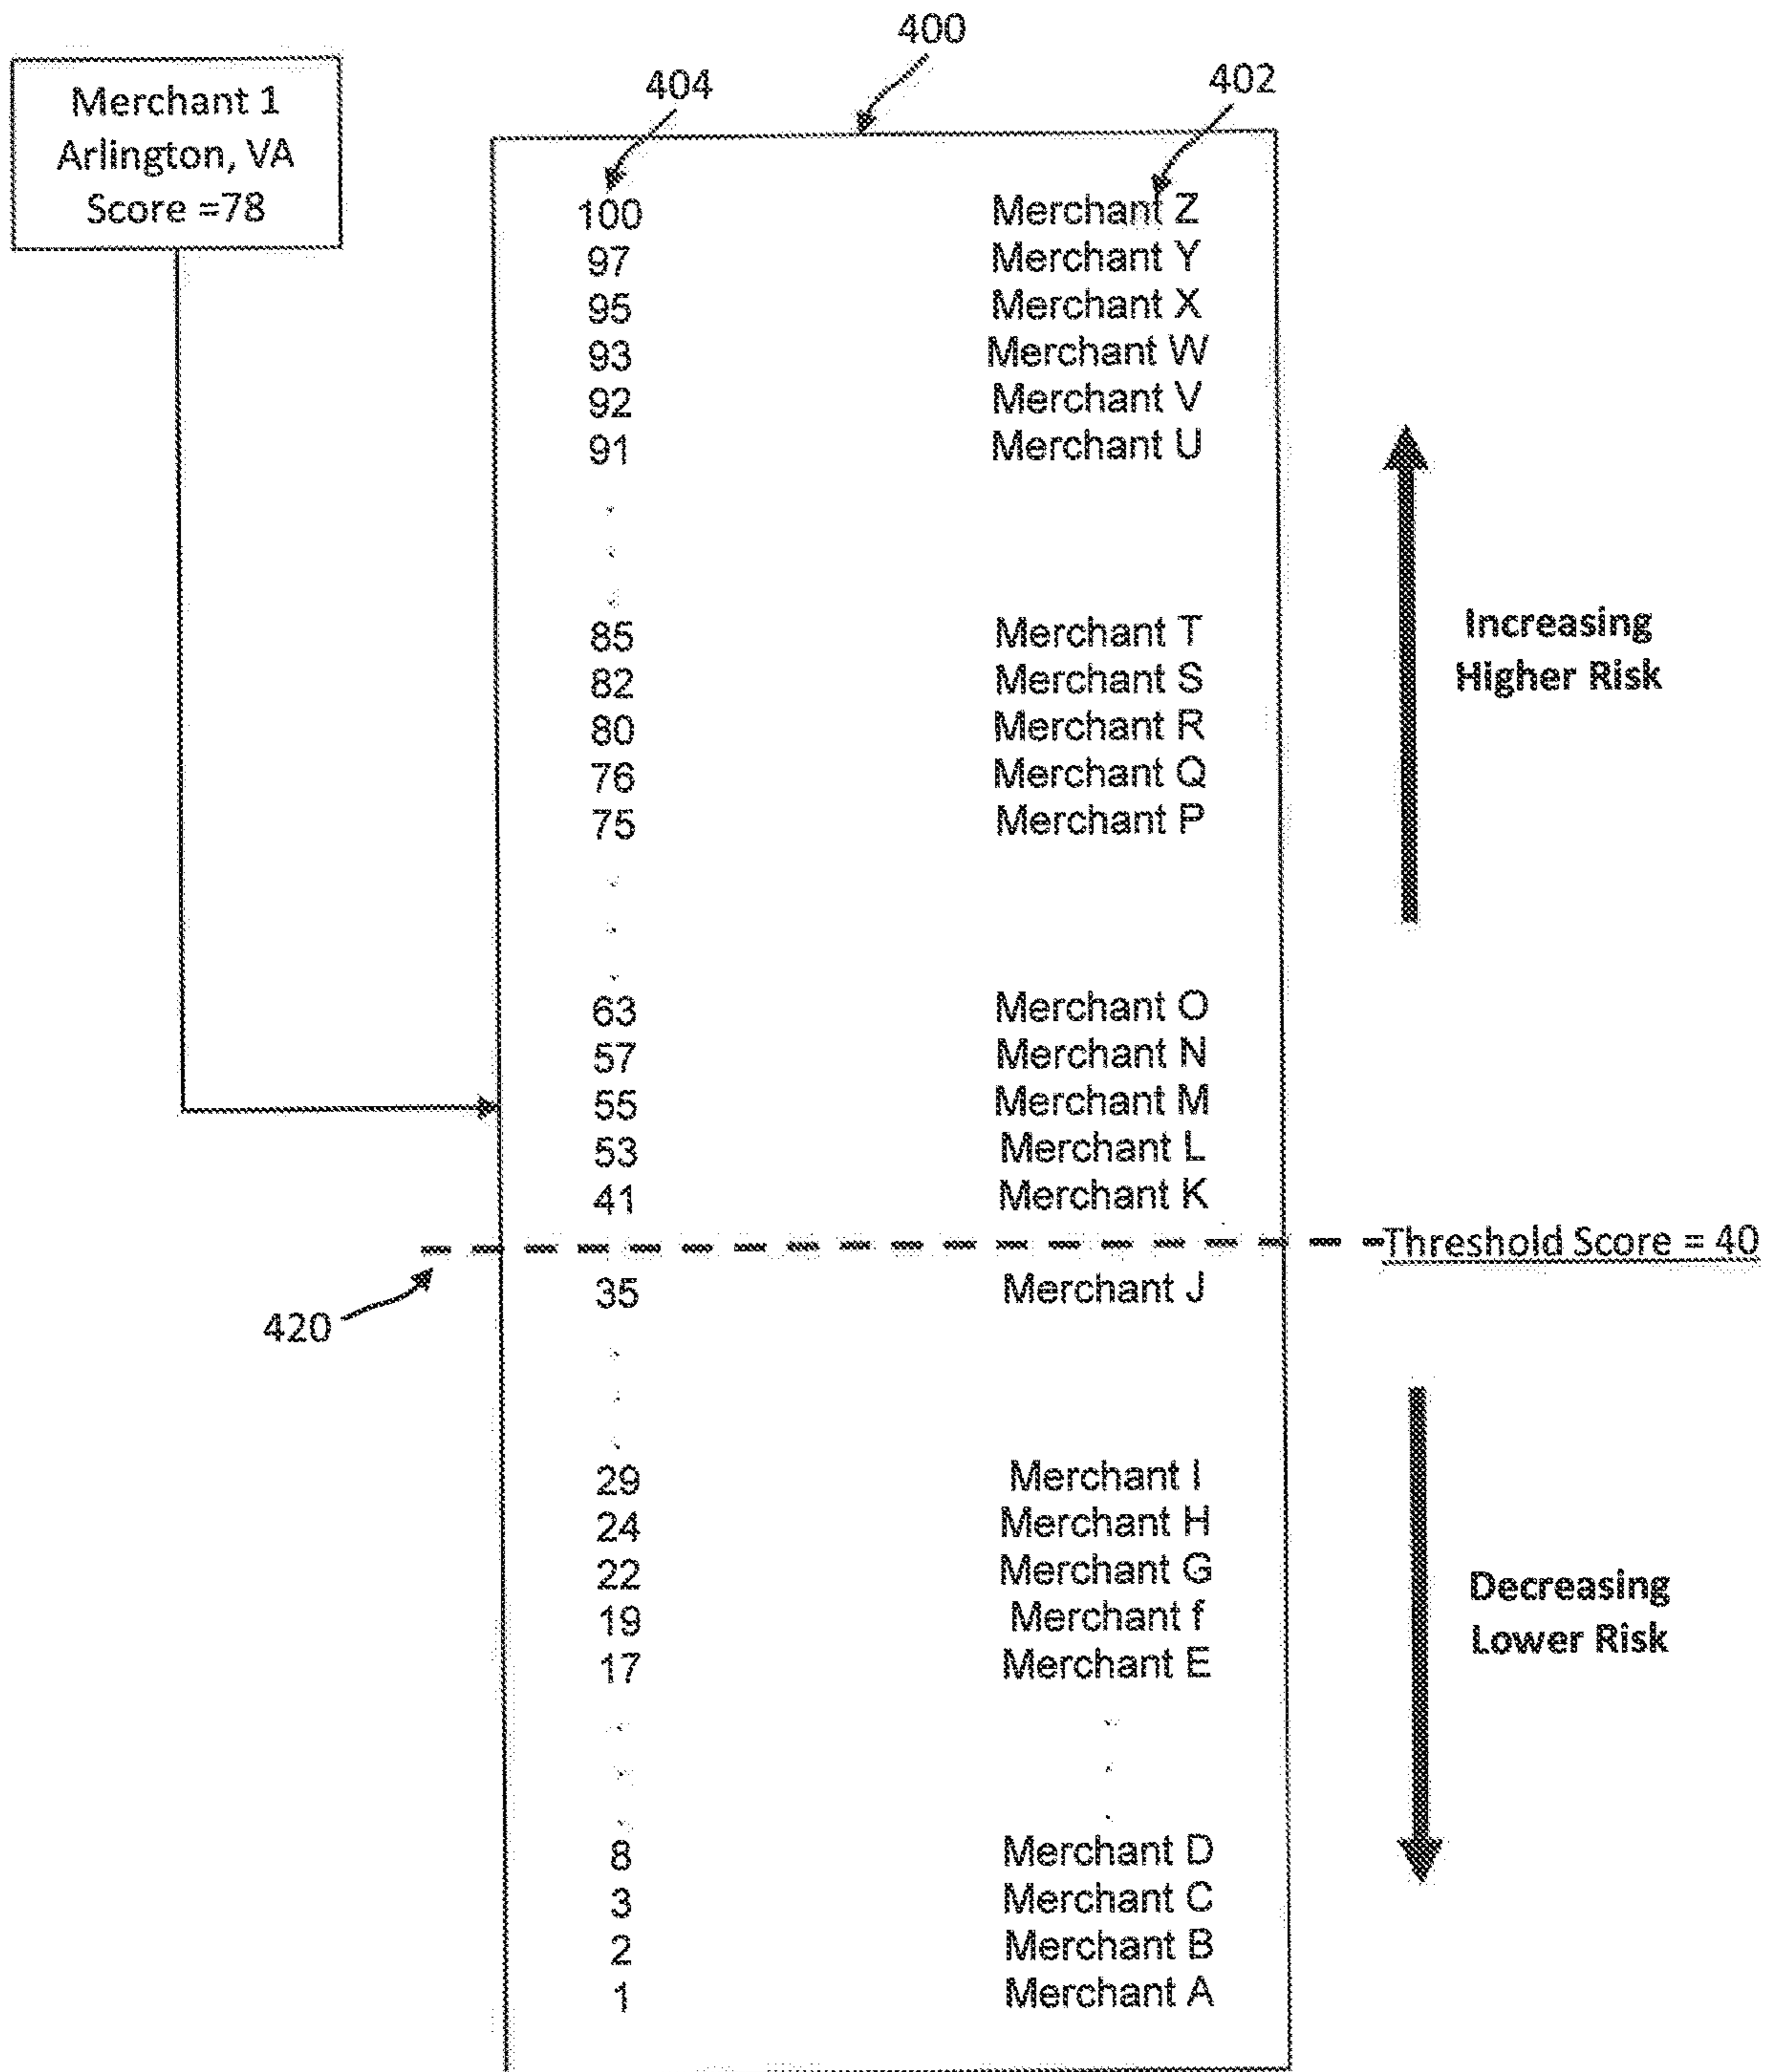 400
404
402
Merchant 1
Arlington, VA
Score =78
100 Merchant Z
97 Merchant Y
95 Merchant X
93 Merchant W
92 Merchant V
91 Merchant U
85 Merchant T
82 Merchant S
80 Merchant R
76 Merchant Q
75 Merchant P
Increasing
Higher Risk
63 Merchant O
57 Merchant N
55 Merchant M
53 Merchant L
41 Merchant K
Threshold Score = 40
35 Merchant J
420
29 Merchant I
24 Merchant H
22 Merchant G
19 Merchant f
17 Merchant E
Decreasing
Lower Risk
8 Merchant D
3 Merchant C
2 Merchant B
1 Merchant A